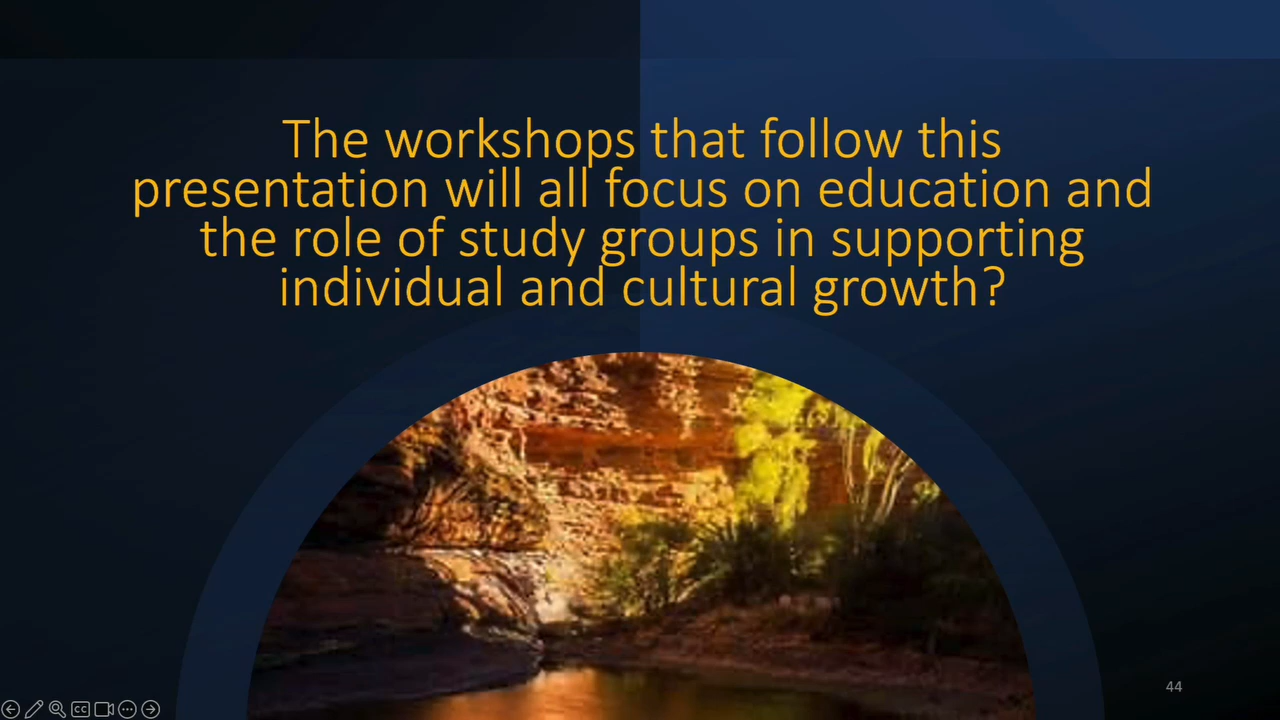 The workshops that follow this
presentation will all focus on education and
the role of study groups in supporting
individual and cultural growth?
44
CC